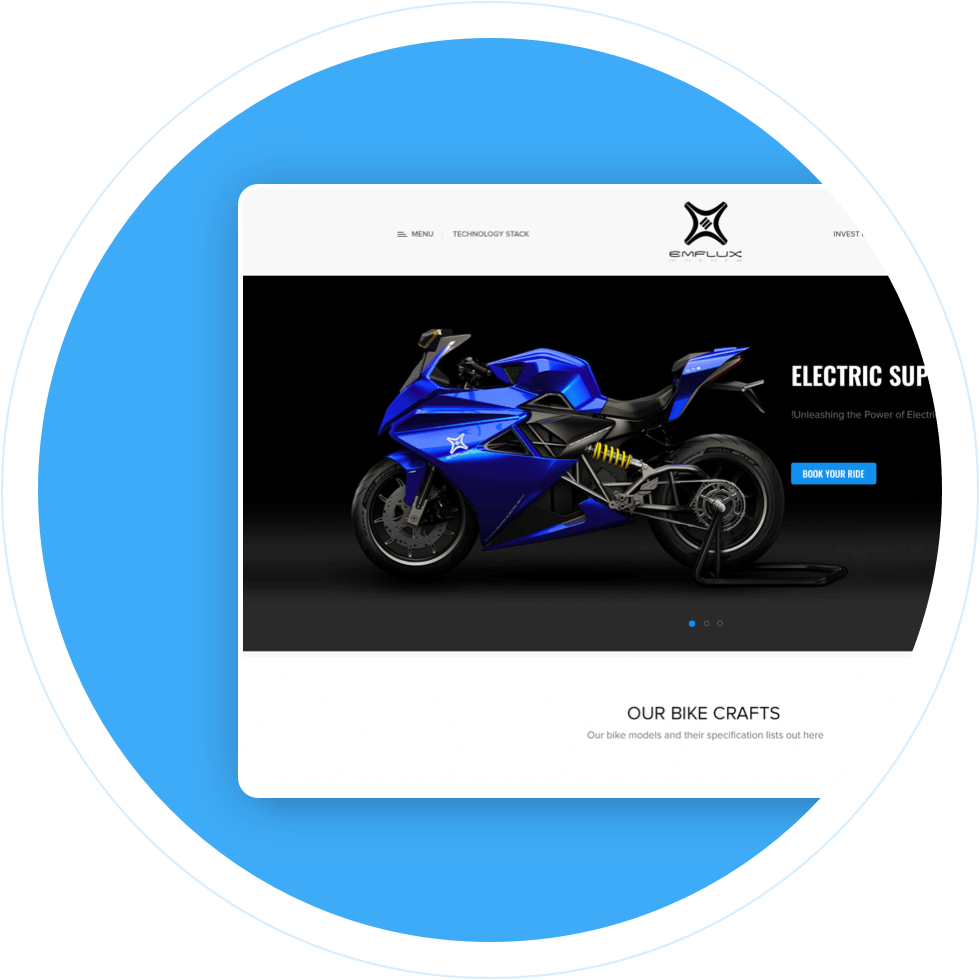 MENU
TECHNOLOGY STACK
EMFLUX
MOTORS
INVEST
ELECTRIC SUP
!Unleashing the Power of Electri
BOOK YOUR RIDE
OUR BIKE CRAFTS
Our bike models and their specification lists out here